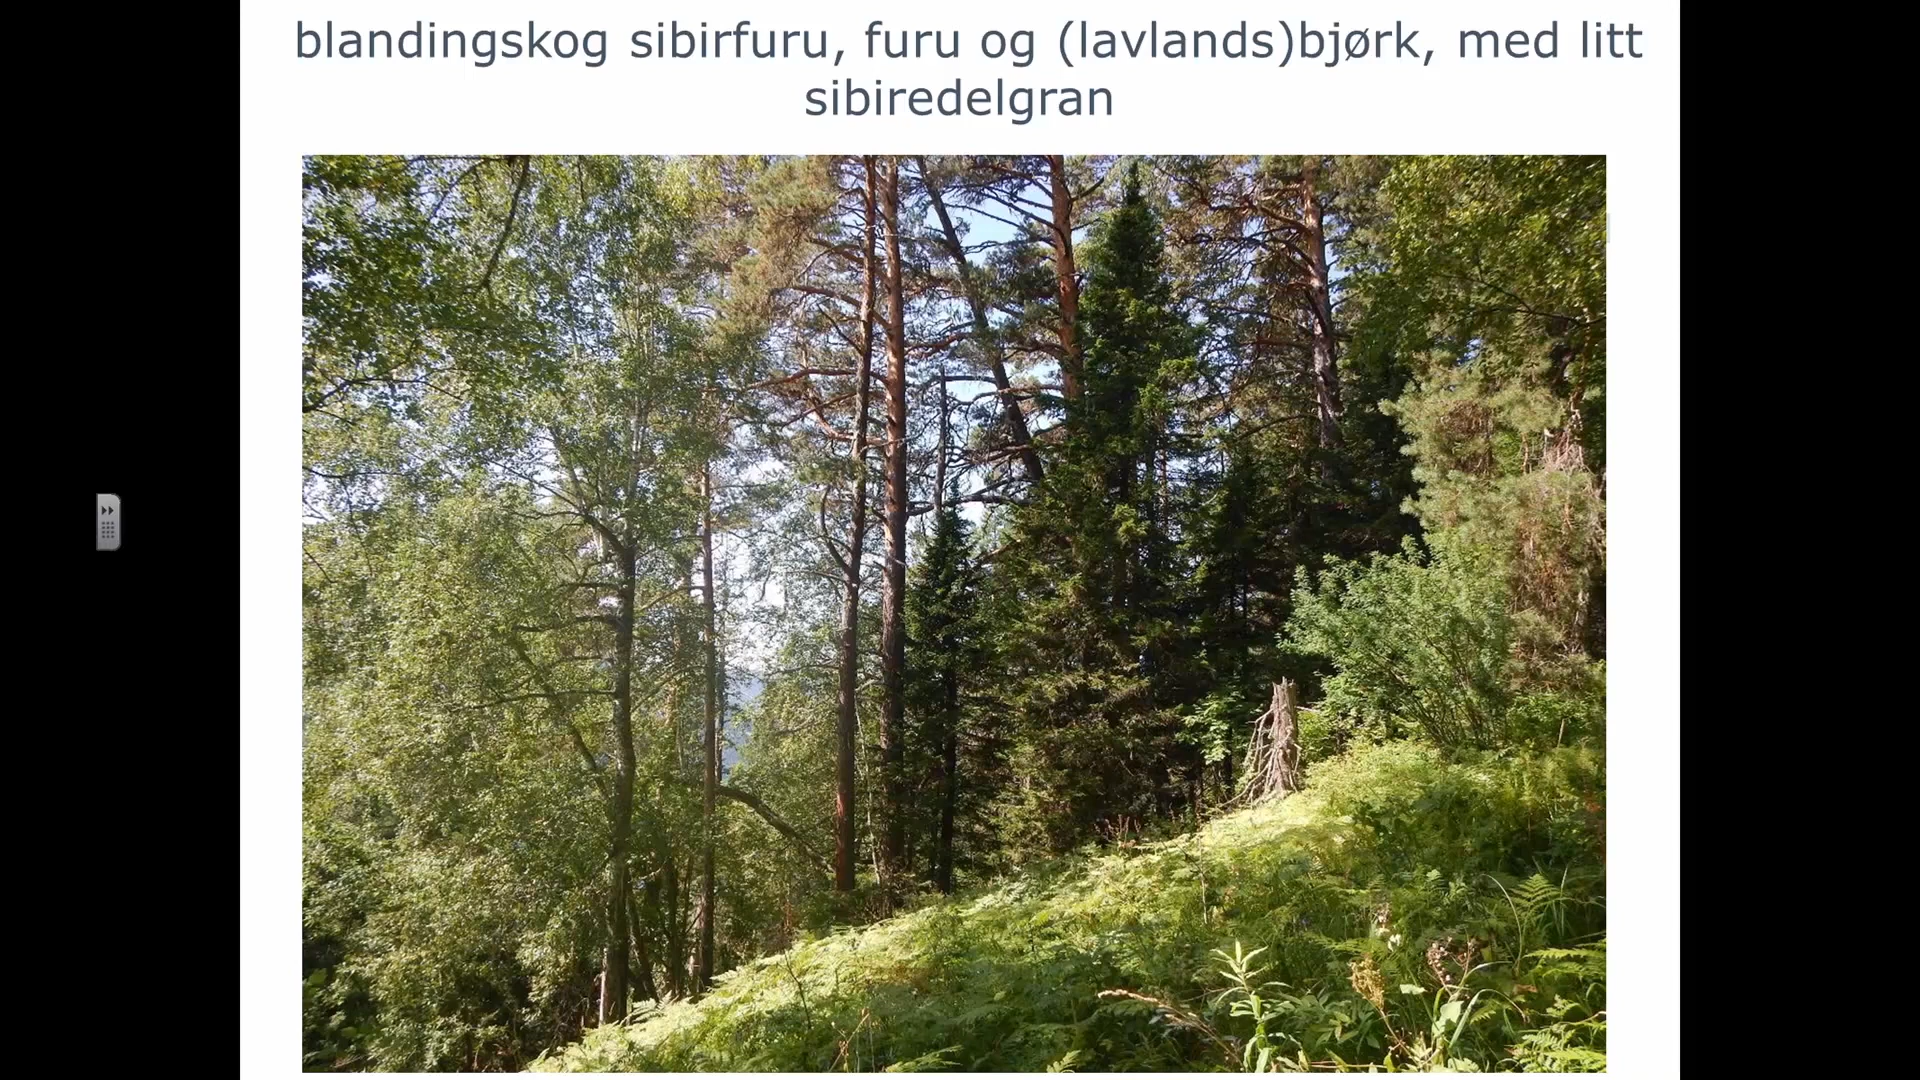 blandingskog sibirfuru, furu og (lavlands)bjørk, med litt
sibiredelgran